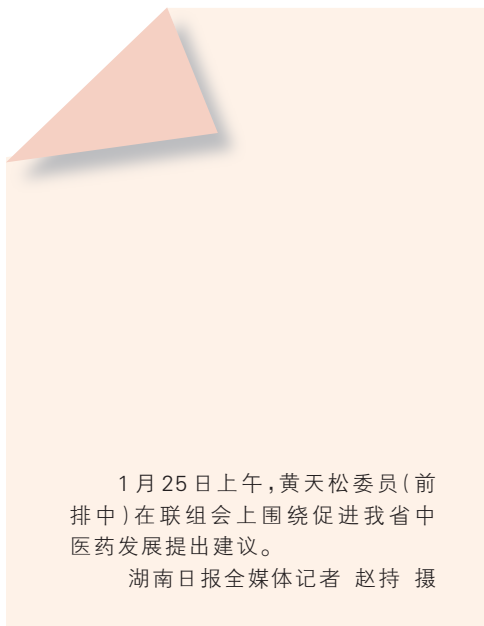 1月25日上午,黄天松委员(前
排中)在联组会上围绕促进我省中
医药发展提出建议。
湖南日报全媒体记者 赵持 摄